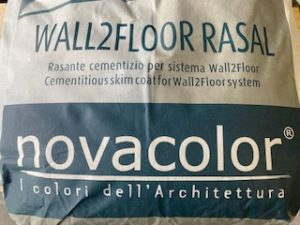 WALL2FLOOR RASAL
Rasante cementizio per sistema Wall2Floor
Cementitious skim coat for Wall2Floor system
novacolor®
I colori dell'Architettura